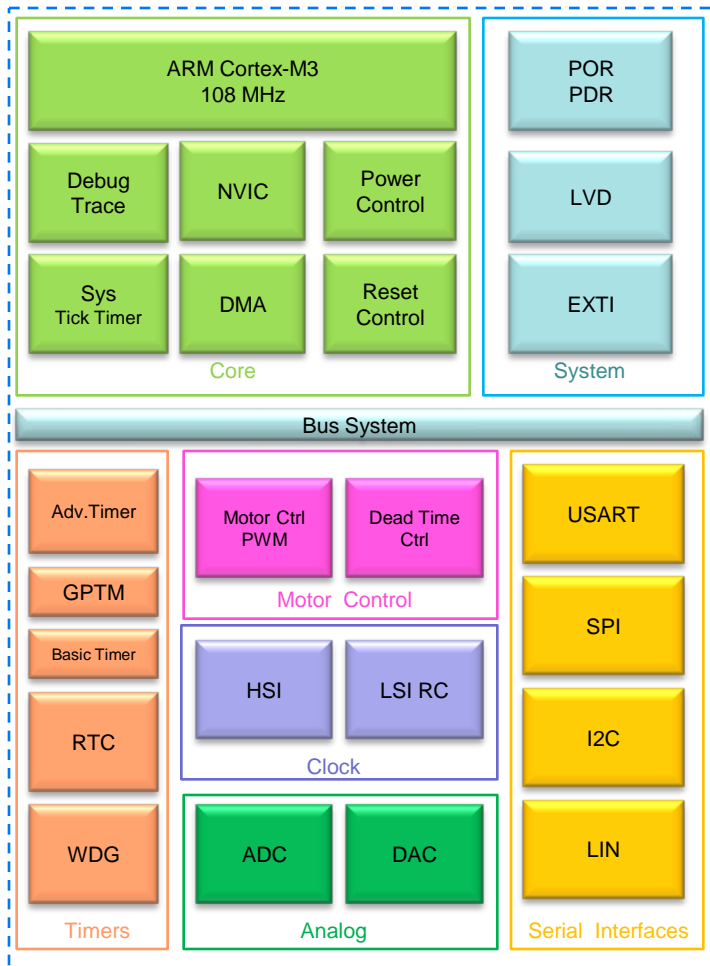 ARM Cortex-M3
108 MHz
Debug
Trace
NVIC
Power
Control
Sys
Tick Timer
DMA
Reset
Control
Core
POR
PDR
LVD
EXTI
System
Bus System
Adv.Timer
GPTM
Basic Timer
RTC
WDG
Timers
Motor Ctrl
PWM
Dead Time
Ctrl
Motor Control
HSI
LSI RC
Clock
ADC
DAC
Analog
USART
SPI
I2C
LIN
Serial Interfaces